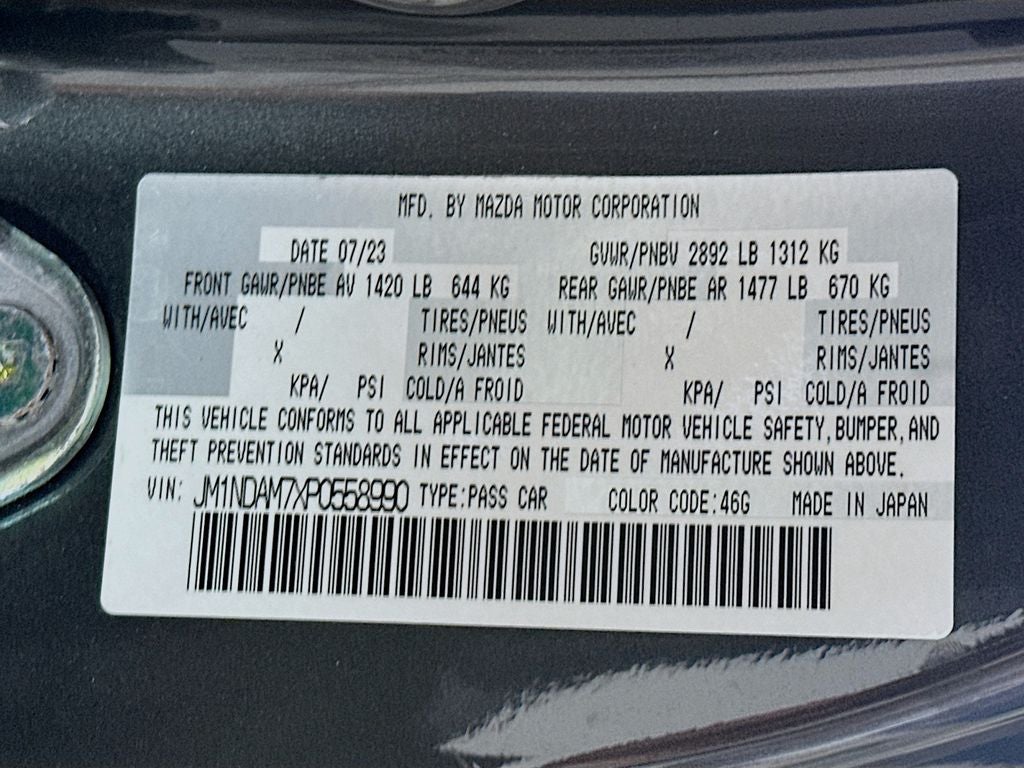 MFD. BY MAZDA MOTOR CORPORATION
DATE 07/23 GVWR/PNBV 2892 LB 1312 KG
FRONT GAWR/PNBE AV 1420 LB 644 KG REAR GAWR/PNBE AR 1477 LB 670 KG
WITH/AVEC / TIRES/PNEUS WITH/AVEC / TIRES/PNEUS
X RIMS/JANTES X RIMS/JANTES
KPA/ PSI COLD/A FROID KPA/ PSI COLD/A FROID
THIS VEHICLE CONFORMS TO ALL APPLICABLE FEDERAL MOTOR VEHICLE SAFETY, BUMPER, AND
THEFT PREVENTION STANDARDS IN EFFECT ON THE DATE OF MANUFACTURE SHOWN ABOVE.
VIN: JM1NDAM7XP0558990 TYPE:PASS CAR COLOR CODE:46G MADE IN JAPAN